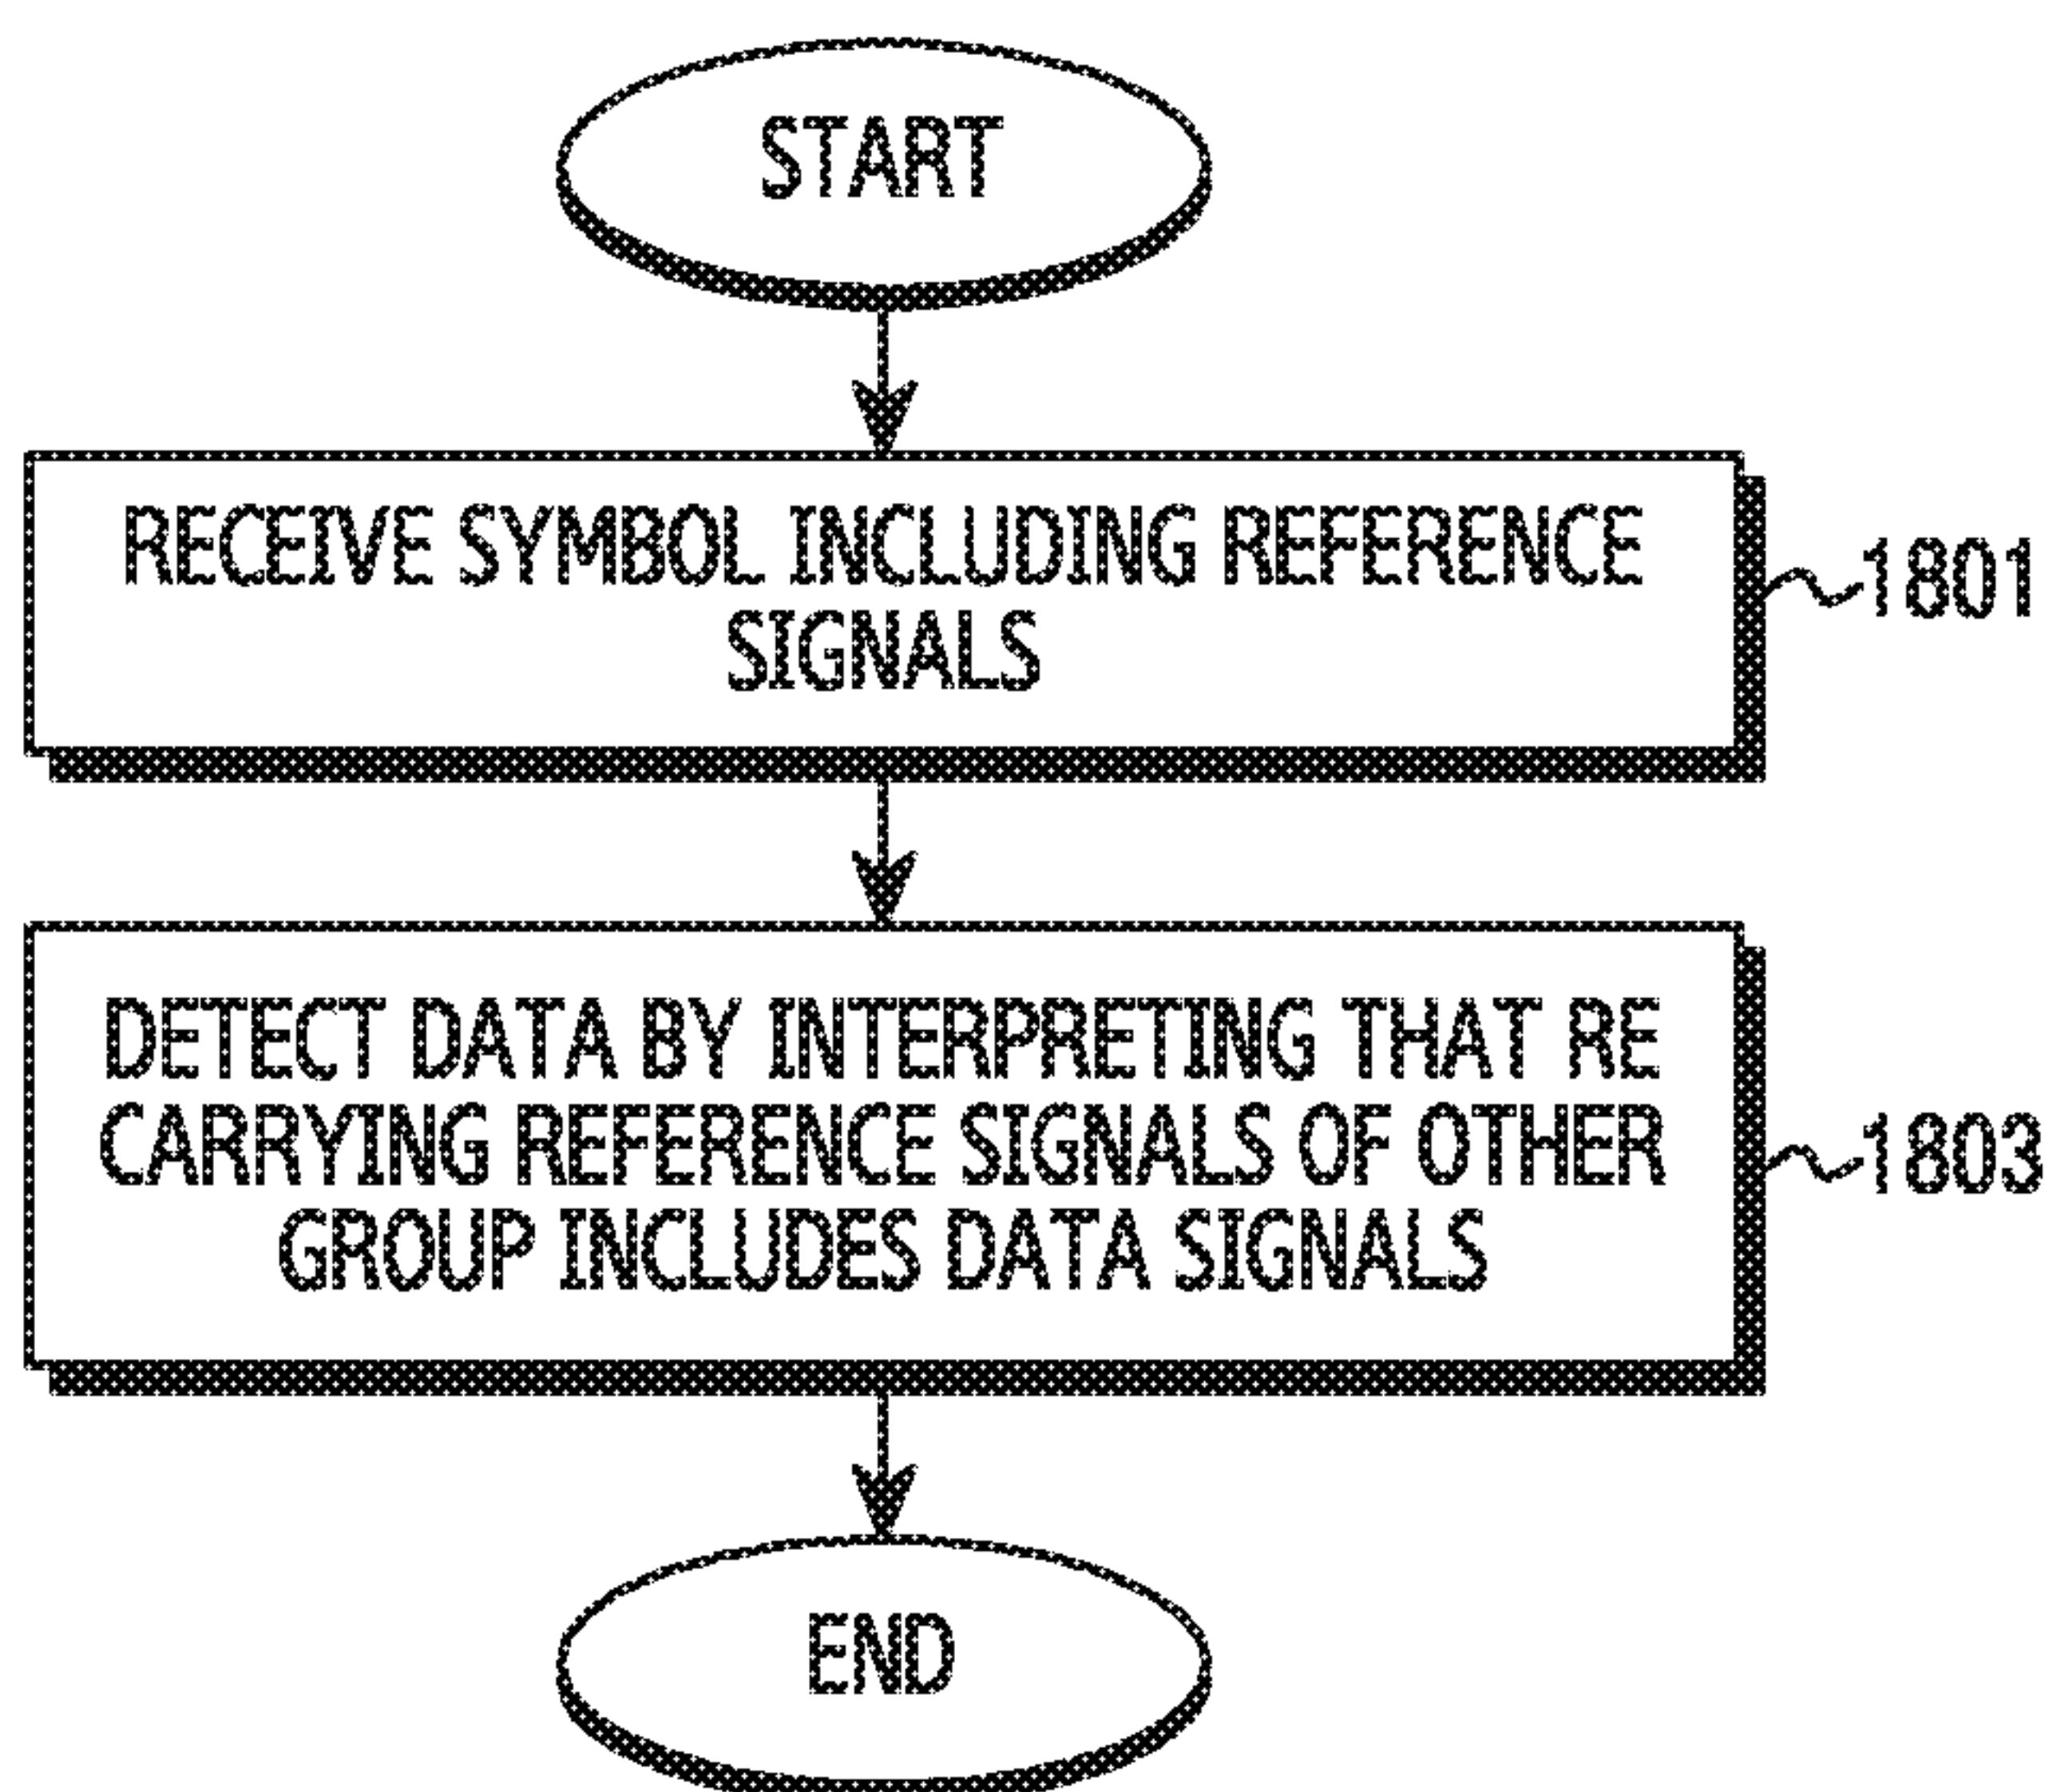 START
RECEIVE SYMBOL INCLUDING REFERENCE
SIGNALS
1801
DETECT DATA BY INTERPRETING THAT RE
CARRYING REFERENCE SIGNALS OF OTHER
GROUP INCLUDES DATA SIGNALS
1803
END